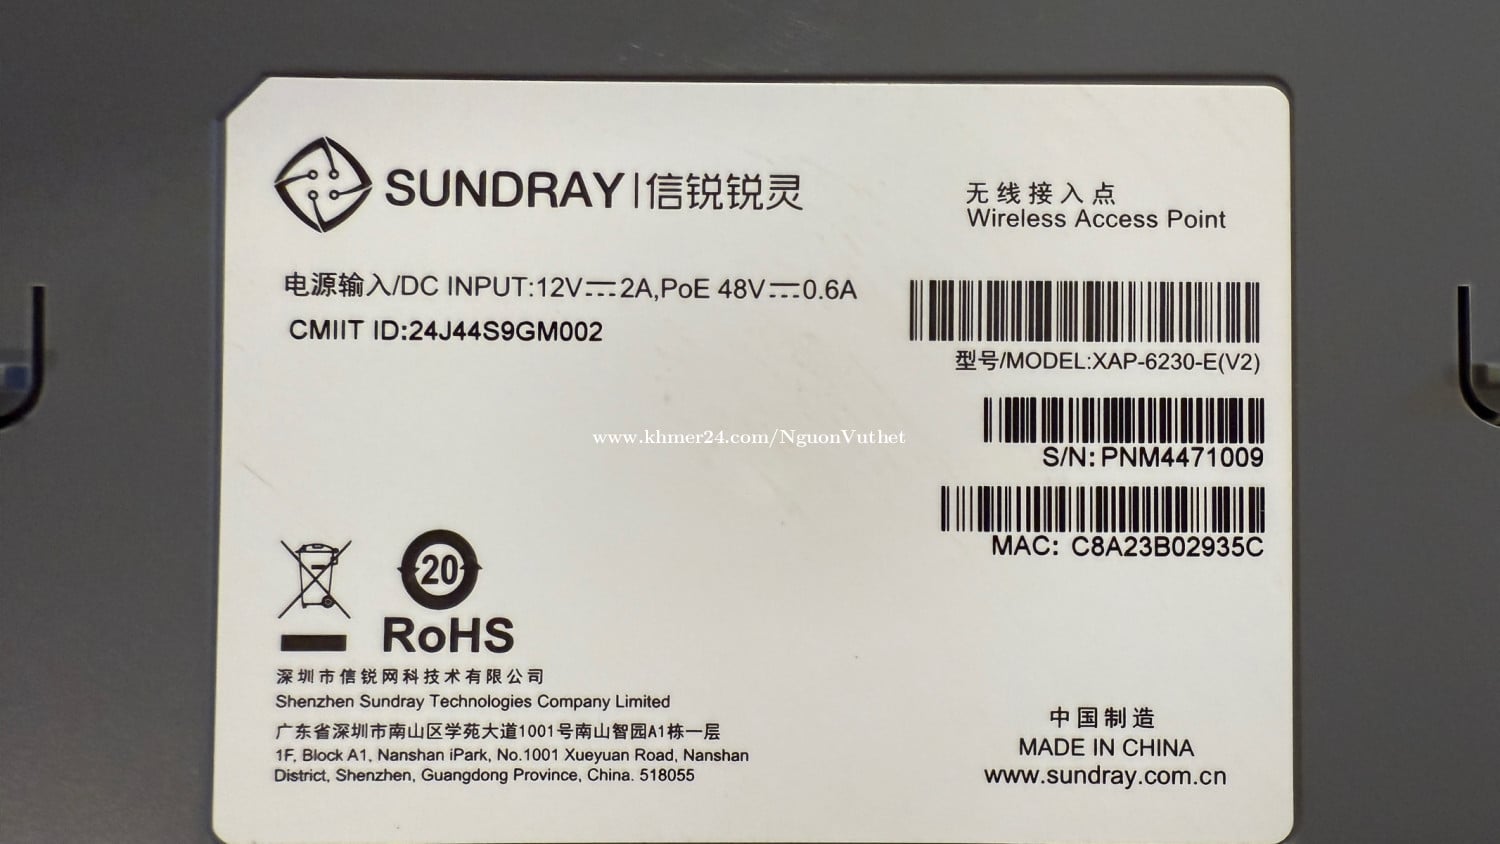 SUNDRAY|信锐锐灵
无线接入点
Wireless Access Point
电源输入/DC INPUT:12V⎓2A,PoE 48V⎓0.6A
CMIIT ID:24J44S9GM002
型号/MODEL:XAP-6230-E(V2)
www.khmer24.com/NguonVuthet
S/N:PNM4471009
MAC: C8A23B02935C
20
RoHS
深圳市信锐网科技术有限公司
Shenzhen Sundray Technologies Company Limited
广东省深圳市南山区学苑大道1001号南山智园A1栋一层
1F, Block A1, Nanshan iPark, No.1001 Xueyuan Road, Nanshan
District, Shenzhen, Guangdong Province, China. 518055
中国制造
MADE IN CHINA
www.sundray.com.cn